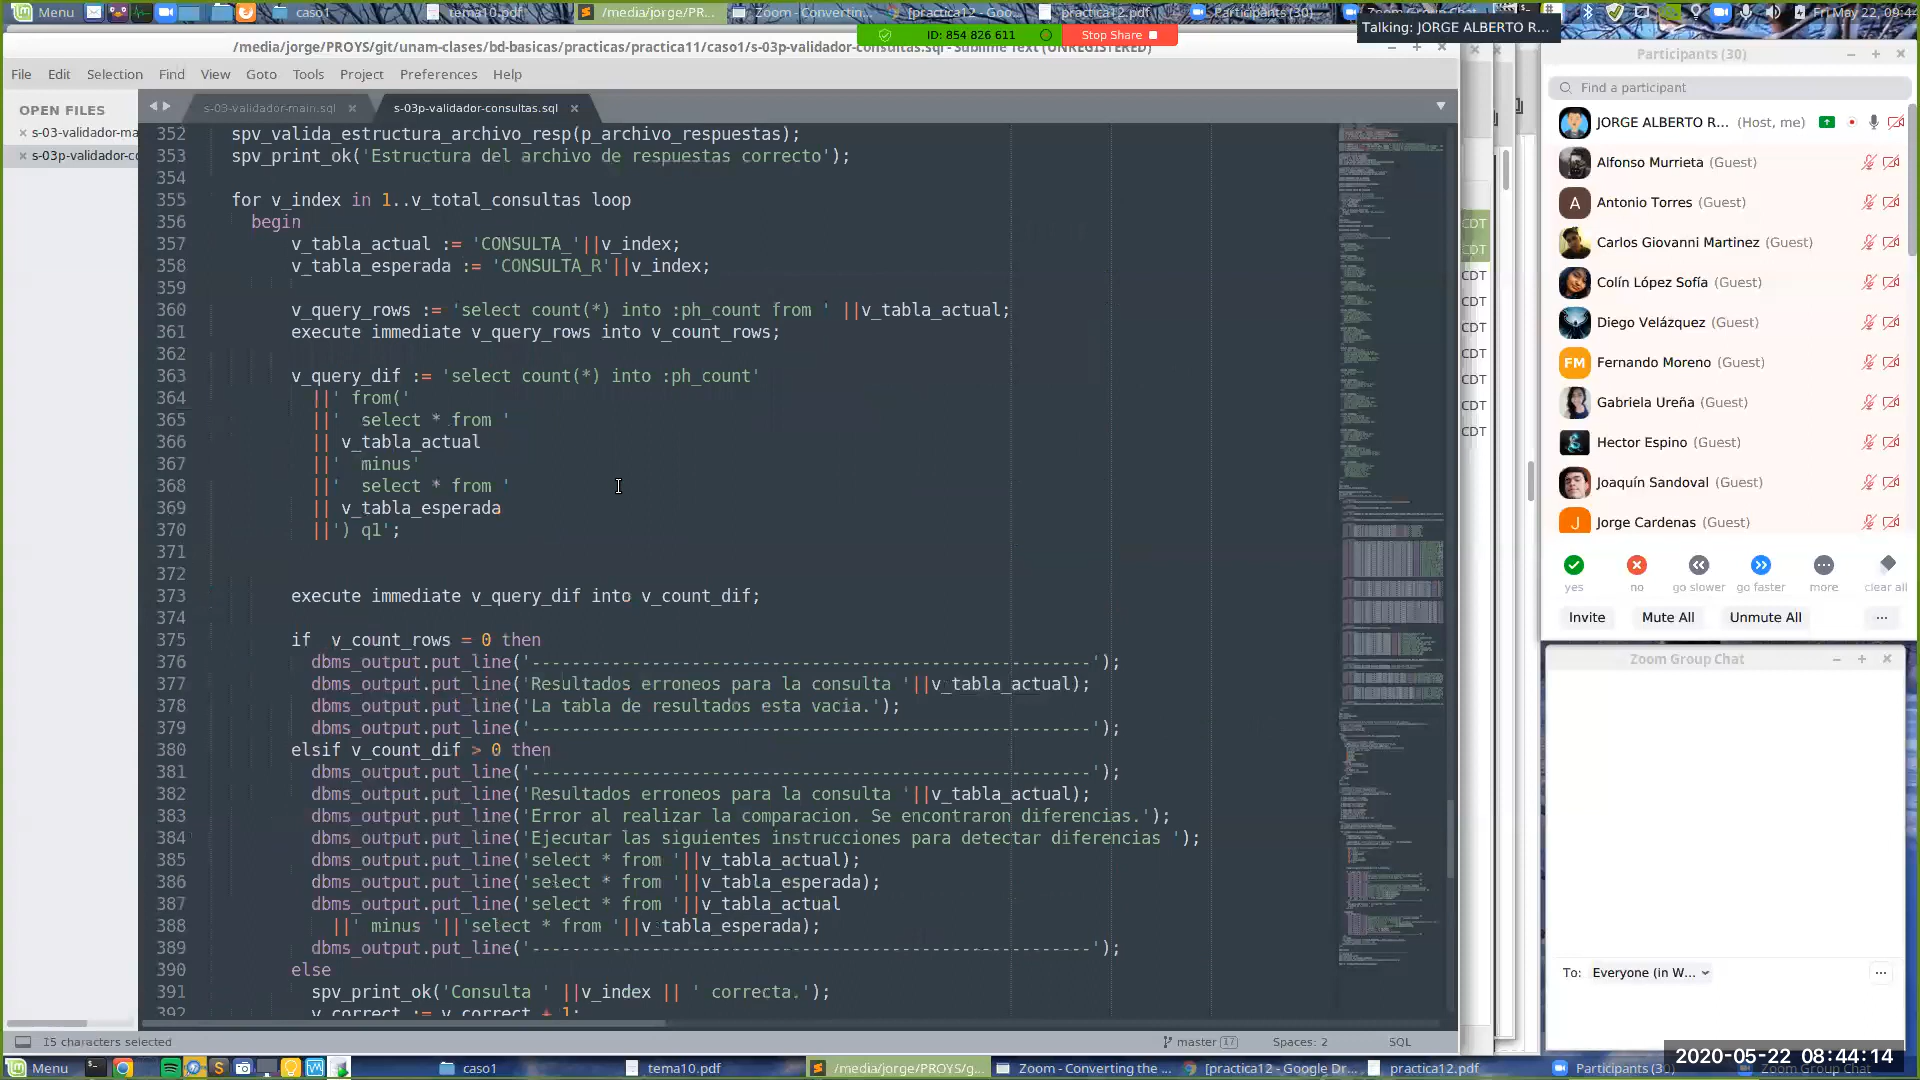 Menu
caso1
tema10.pdf
/media/jorge/PR...
Zoom - Convertin...
[practica12 - Goo...
practica12.pdf
Participants (30)
Zoom Group Chat
Fri May 22, 09:44
Talking: JORGE ALBERTO R...
ID: 854 826 611
Stop Share
/media/jorge/PROYS/git/unam-clases/bd-basicas/practicas/practica11/caso1/s-03p-validador-consultas.sql - Sublime Text (UNREGISTERED)
File Edit Selection Find View Goto Tools Project Preferences Help
OPEN FILES
s-03-validador-ma
s-03p-validador-co
s-03-validador-main.sql
s-03p-validador-consultas.sql
352 spv_valida_estructura_archivo_resp(p_archivo_respuestas);
353 spv_print_ok('Estructura del archivo de respuestas correcto');
354
355 for v_index in 1..v_total_consultas loop
356 begin
357 v_tabla_actual := 'CONSULTA_'||v_index;
358 v_tabla_esperada := 'CONSULTA_R'||v_index;
359
360 v_query_rows := 'select count(*) into :ph_count from ' ||v_tabla_actual;
361 execute immediate v_query_rows into v_count_rows;
362
363 v_query_dif := 'select count(*) into :ph_count'
364 ||' from('
365 ||'  select * from '
366 || v_tabla_actual
367 ||'  minus'
368 ||'  select * from '
369 || v_tabla_esperada
370 ||') q1';
371
372
373 execute immediate v_query_dif into v_count_dif;
374
375 if  v_count_rows = 0 then
376 dbms_output.put_line('--------------------------------------------------------');
377 dbms_output.put_line('Resultados erroneos para la consulta '||v_tabla_actual);
378 dbms_output.put_line('La tabla de resultados esta vacia.');
379 dbms_output.put_line('--------------------------------------------------------');
380 elsif v_count_dif > 0 then
381 dbms_output.put_line('--------------------------------------------------------');
382 dbms_output.put_line('Resultados erroneos para la consulta '||v_tabla_actual);
383 dbms_output.put_line('Error al realizar la comparacion. Se encontraron diferencias.');
384 dbms_output.put_line('Ejecutar las siguientes instrucciones para detectar diferencias ');
385 dbms_output.put_line('select * from '||v_tabla_actual);
386 dbms_output.put_line('select * from '||v_tabla_esperada);
387 dbms_output.put_line('select * from '||v_tabla_actual
388 ||' minus '||'select * from '||v_tabla_esperada);
389 dbms_output.put_line('--------------------------------------------------------');
390 else
391 spv_print_ok('Consulta ' ||v_index || ' correcta.');
392 v_correct := v_correct + 1;
15 characters selected
master 17
Spaces: 2
SQL
CDT
CDT
CDT
CDT
CDT
CDT
CDT
CDT
CDT
Participants (30)
Find a participant
JORGE ALBERTO R... (Host, me)
Alfonso Murrieta (Guest)
A Antonio Torres (Guest)
Carlos Giovanni Martinez (Guest)
Colín López Sofía (Guest)
Diego Velázquez (Guest)
FM Fernando Moreno (Guest)
Gabriela Ureña (Guest)
Hector Espino (Guest)
Joaquín Sandoval (Guest)
J Jorge Cardenas (Guest)
yes no go slower go faster more clear all
Invite Mute All Unmute All ...
Zoom Group Chat
To: Everyone (in W... ...
2020-05-22 08:44:14
Menu
caso1
tema10.pdf
/media/jorge/PROYS/g...
Zoom - Converting the ...
[practica12 - Google Dr...
practica12.pdf
Participants (30)
Zoom Group Chat